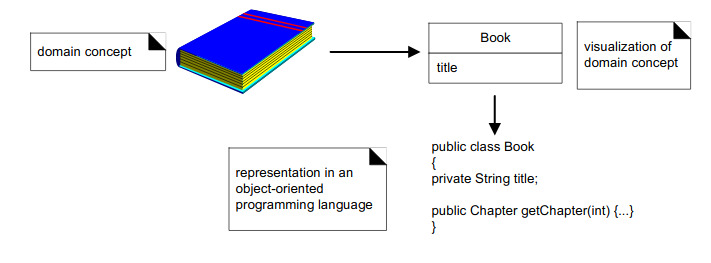 domain concept
Book
title
visualization of
domain concept
representation in an
object-oriented
programming language
public class Book
{
private String title;
public Chapter getChapter(int) {...}
}